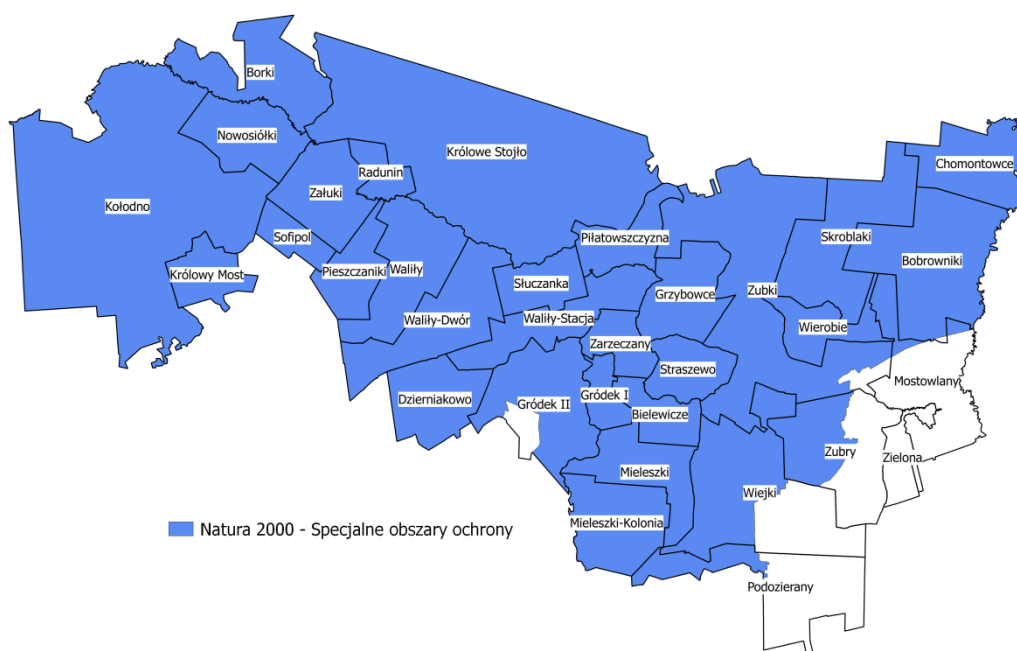 Borki
Nowosiółki
Królowe Stojło
Chomontowce
Radunin
Załuki
Kołodno
Skroblaki
Sofipol
Piłatowszczyzna
Bobrowniki
Królowy Most
Pieszczaniki
Waliły
Słuczanka
Grzybowce
Zubki
Waliły-Dwór
Waliły-Stacja
Wierobie
Zarzeczany
Straszewo
Mostowlany
Dzierniakowo
Gródek II
Gródek I
Bielewicze
Zubry
Zielona
Mieleszki
Wiejki
Mieleszki-Kolonia
Natura 2000 - Specjalne obszary ochrony
Podozierany